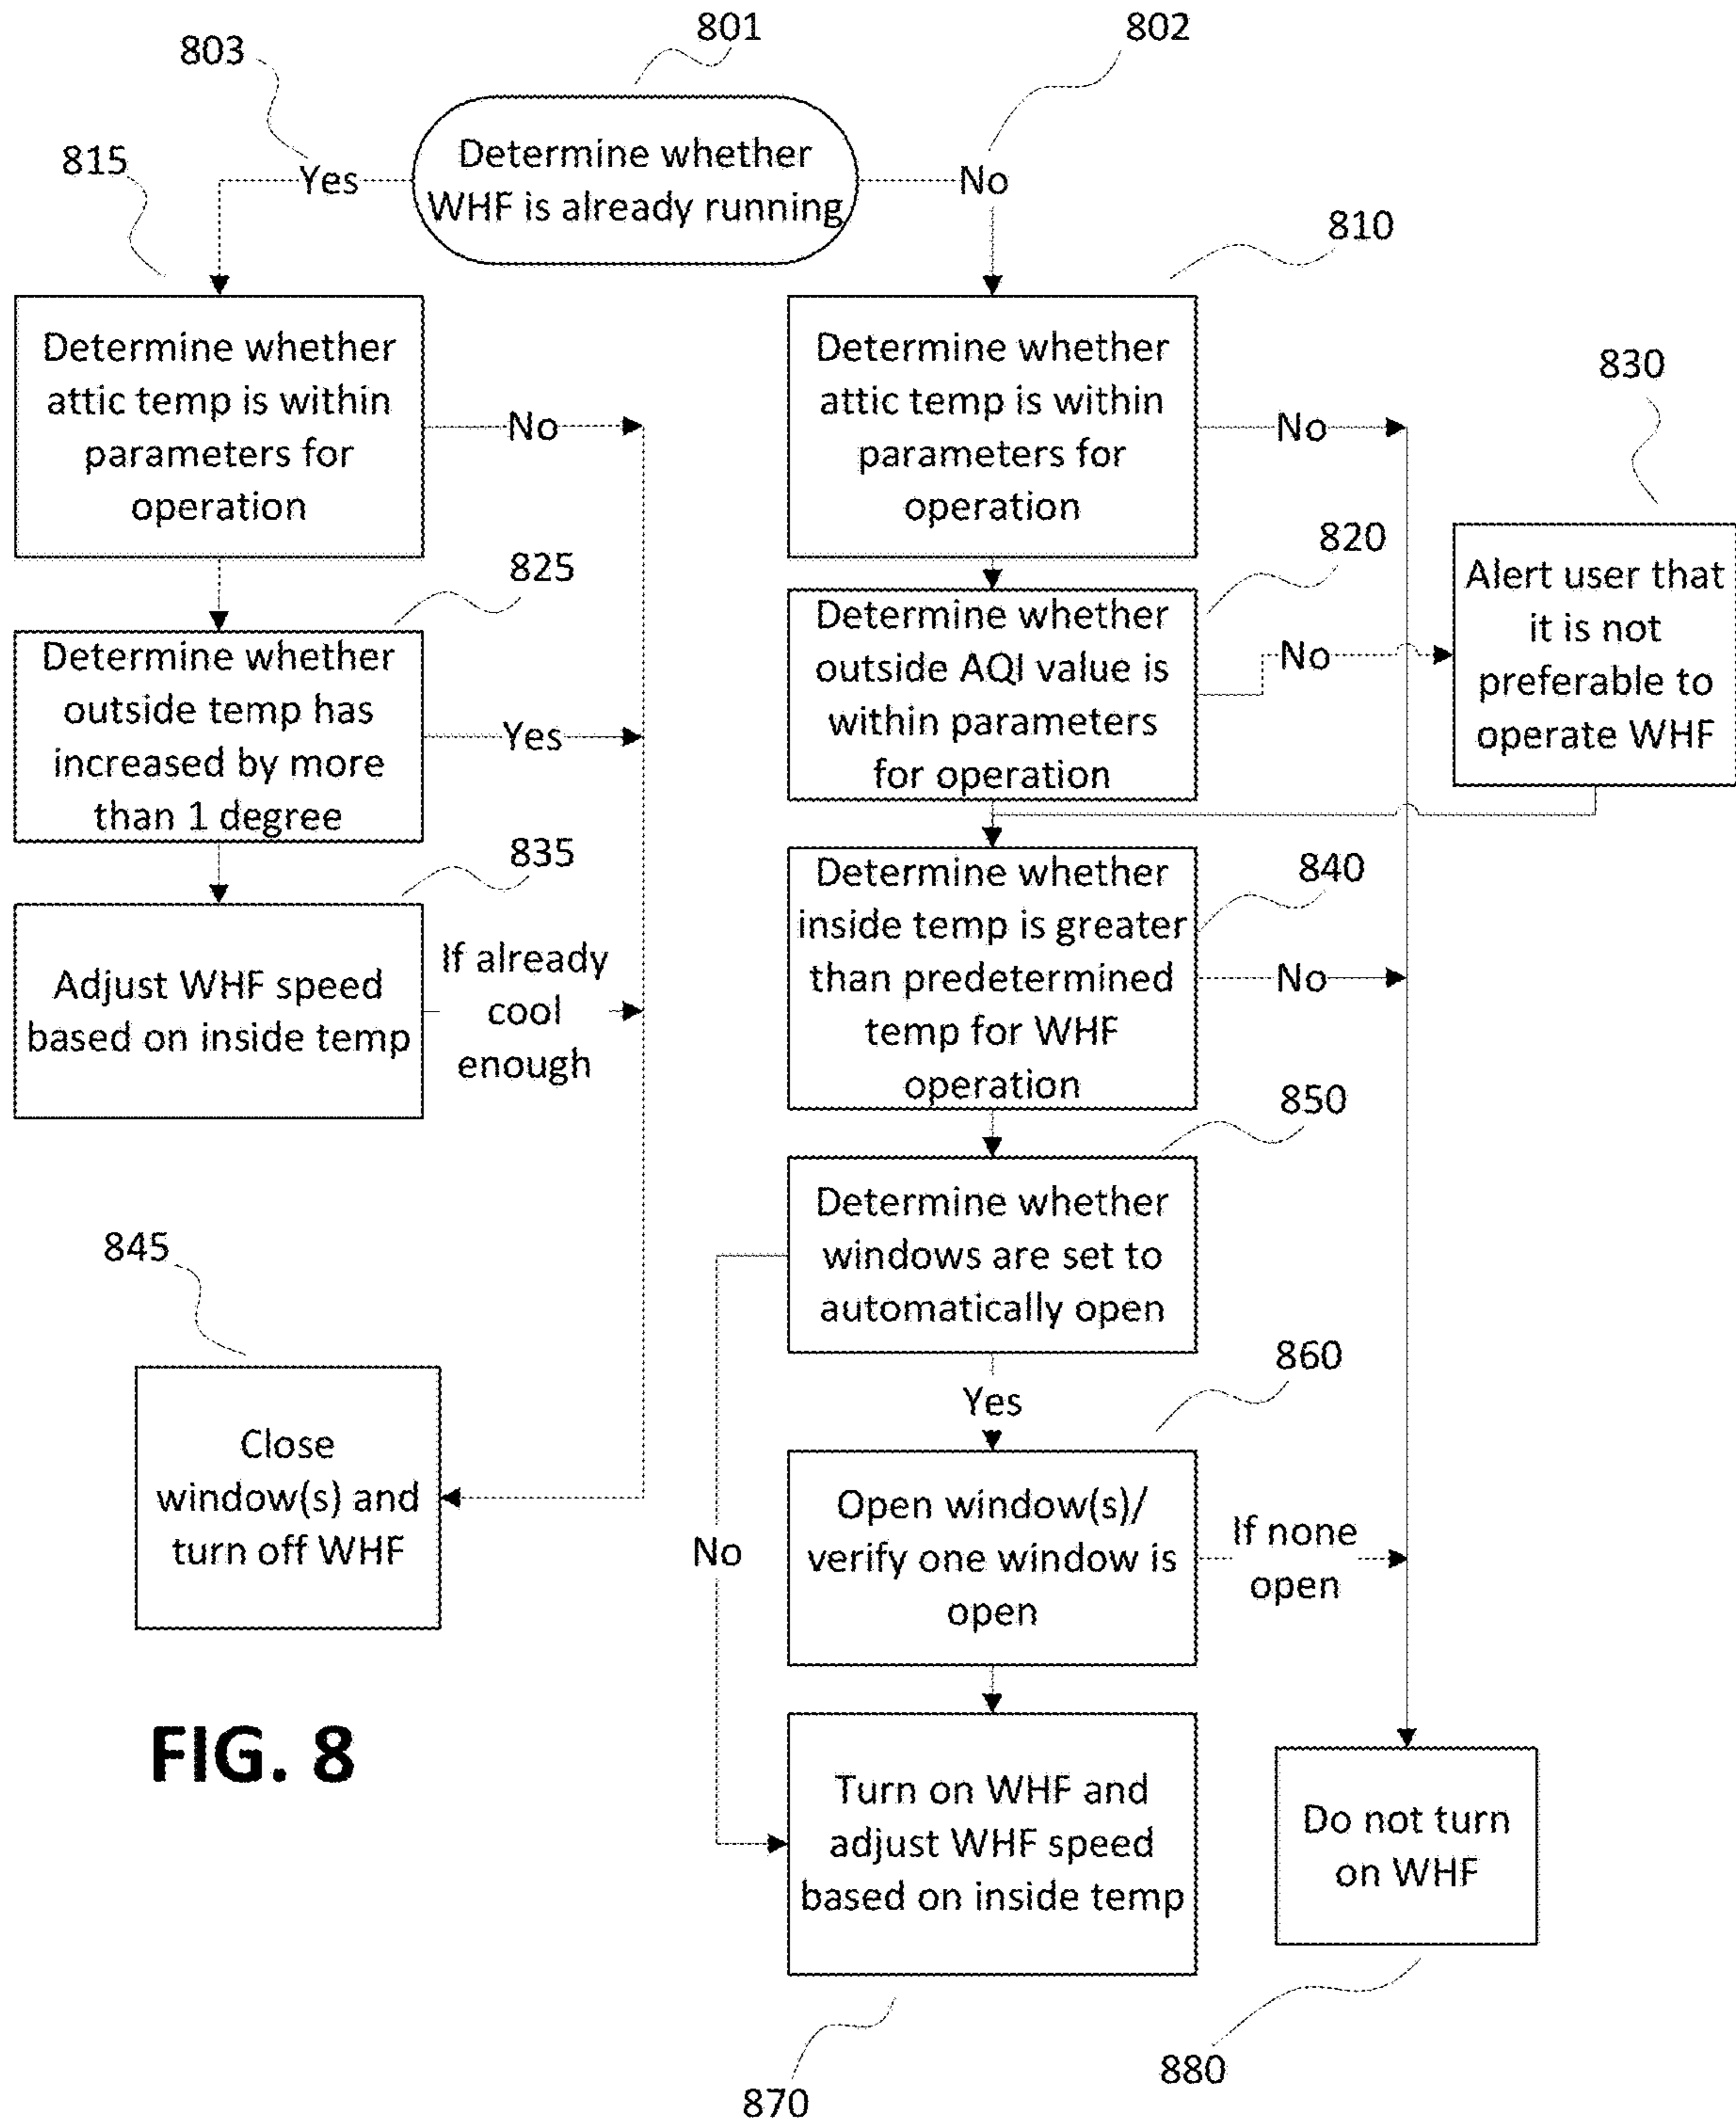 803
801
802
815
Yes
Determine whether
WHF is already running
No
810
Determine whether
attic temp is within
parameters for
operation
No
Determine whether
attic temp is within
parameters for
operation
No
830
Alert user that
it is not
preferable to
operate WHF
825
820
Determine whether
outside temp has
increased by more
than 1 degree
Yes
Determine whether
outside AQI value is
within parameters
for operation
No
835
Adjust WHF speed
based on inside temp
If already
cool
enough
Determine whether
inside temp is greater
than predetermined
temp for WHF
operation
840
No
850
Determine whether
windows are set to
automatically open
845
Close
window(s) and
turn off WHF
No
Yes
860
Open window(s)/
verify one window is
open
If none
open
FIG. 8
Turn on WHF and
adjust WHF speed
based on inside temp
Do not turn
on WHF
870
880